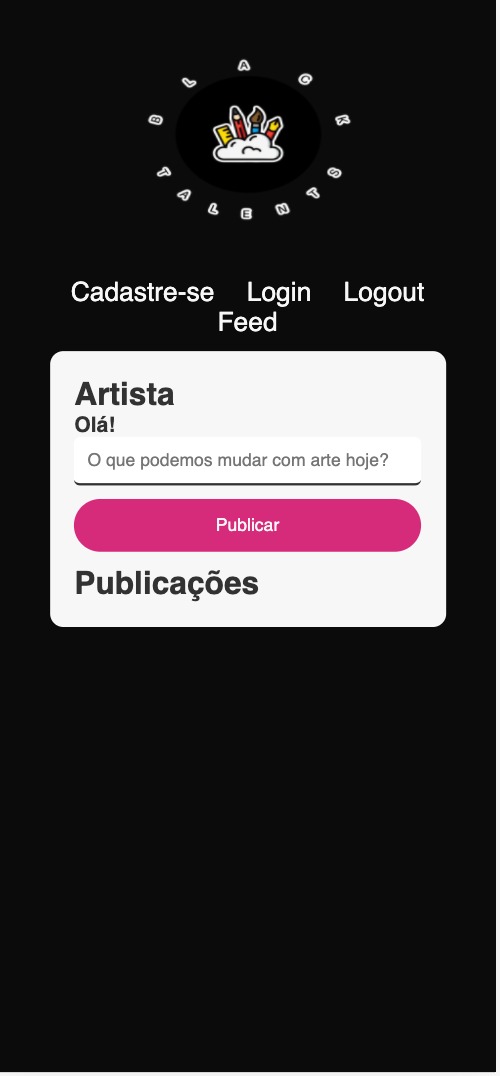 BLACK
TALENTS
Cadastre-se Login Logout
Feed
Artista
Olá!
O que podemos mudar com arte hoje?
Publicar
Publicações